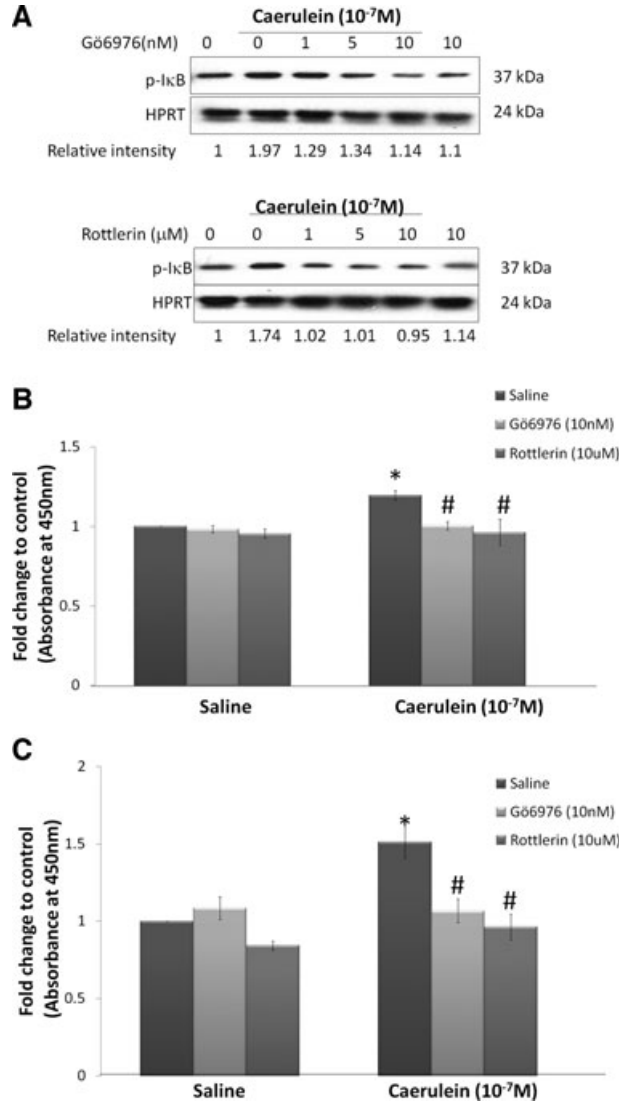 A
Caerulein (10⁻⁷M)
Gö6976(nM) 0 0 1 5 10 10
p-IκB 37 kDa
HPRT 24 kDa
Relative intensity 1 1.97 1.29 1.34 1.14 1.1
Caerulein (10⁻⁷M)
Rottlerin (μM) 0 0 1 5 10 10
p-IκB 37 kDa
HPRT 24 kDa
Relative intensity 1 1.74 1.02 1.01 0.95 1.14
B
Saline
Gö6976 (10nM)
Rottlerin (10uM)
Fold change to control
(Absorbance at 450nm)
1.5
1
0.5
0
* # #
Saline Caerulein (10⁻⁷M)
C
Saline
Gö6976 (10nM)
Rottlerin (10uM)
Fold change to control
(Absorbance at 450nm)
2
1.5
1
0.5
0
* # #
Saline Caerulein (10⁻⁷M)